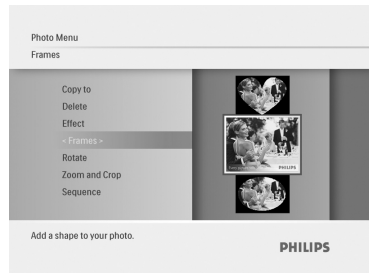 Photo Menu
Frames
Copy to
Delete
Effect
< Frames >
Rotate
Zoom and Crop
Sequence
PHILIPS
Add a shape to your photo.
PHILIPS